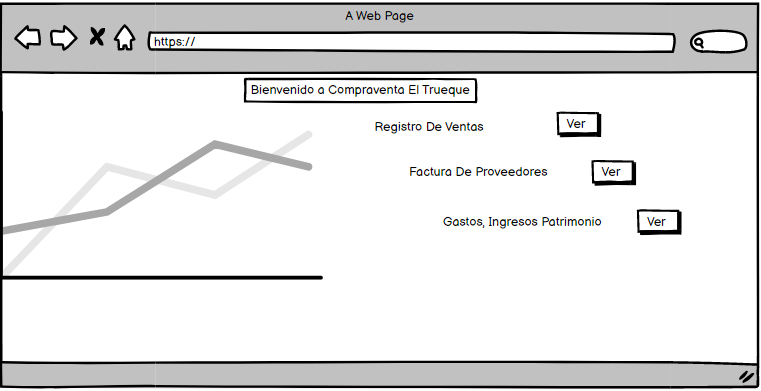 A Web Page
https://
Bienvenido a Compraventa El Trueque
Registro De Ventas
Ver
Factura De Proveedores
Ver
Gastos, Ingresos Patrimonio
Ver